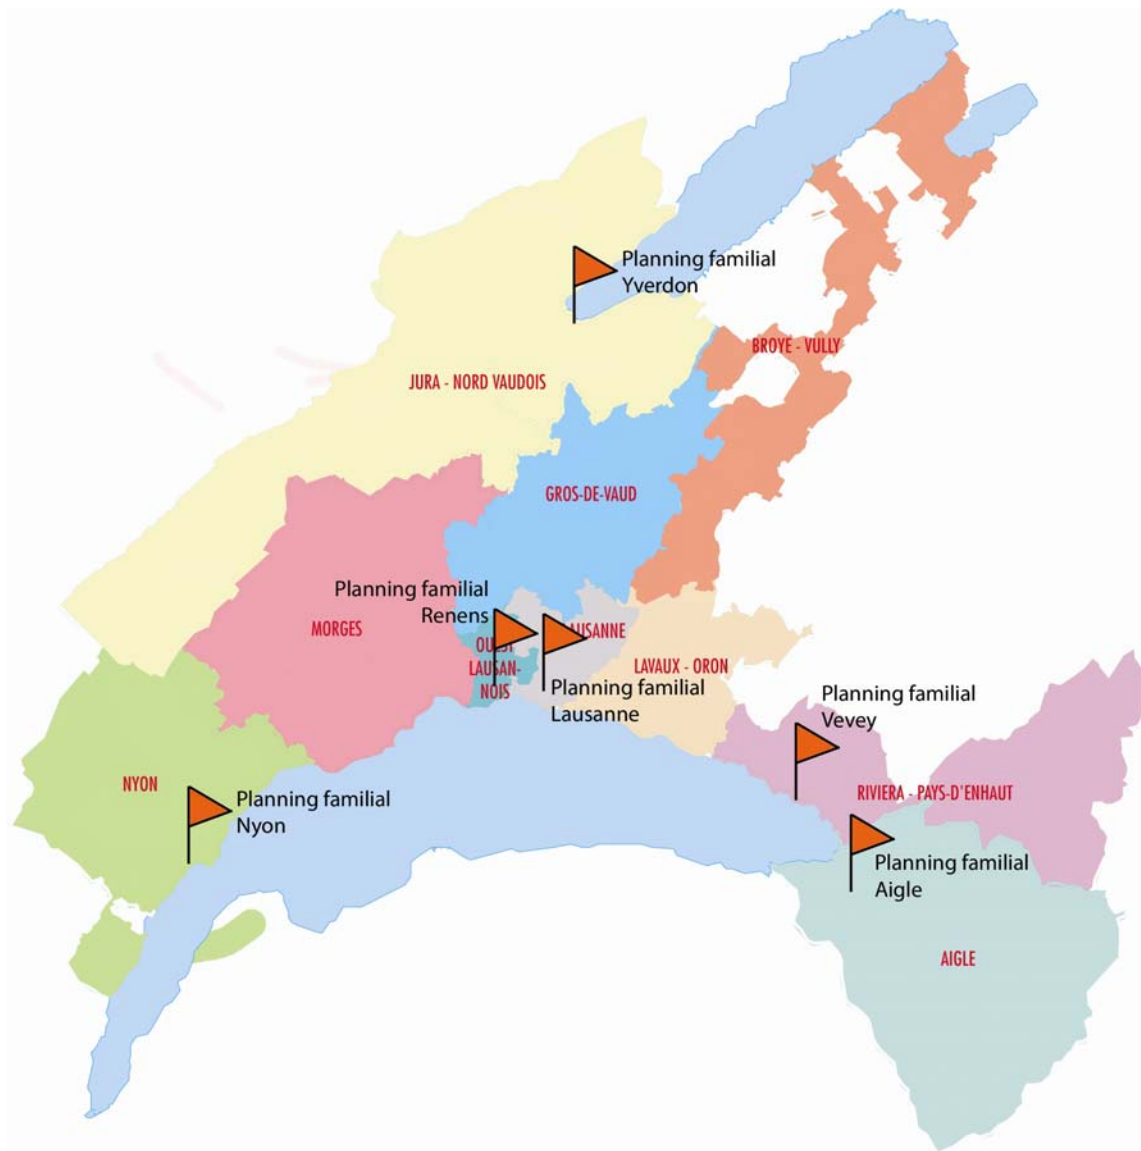 Planning familial
Yverdon
BROYE - VULLY
JURA - NORD VAUDOIS
GROS-DE-VAUD
Planning familial
Renens
MORGES
OUEST
LAUSAN-
NOIS
LAUSANNE
LAVAUX - ORON
Planning familial
Lausanne
Planning familial
Vevey
NYON
RIVIERA - PAYS-D'ENHAUT
Planning familial
Nyon
Planning familial
Aigle
AIGLE